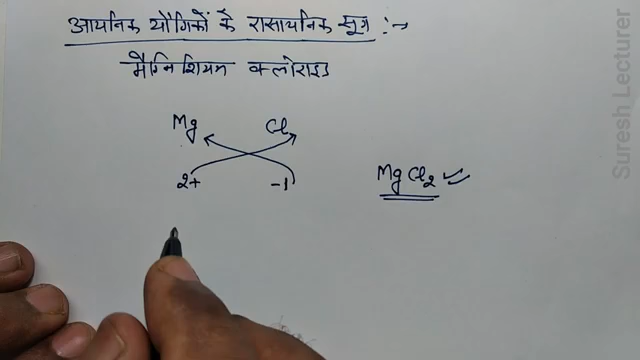 आयनिक यौगिकों के रासायनिक सूत्र :-
मैग्निशियम क्लोराइड
Mg Cl
2+ -1
MgCl₂
Suresh Lecturer